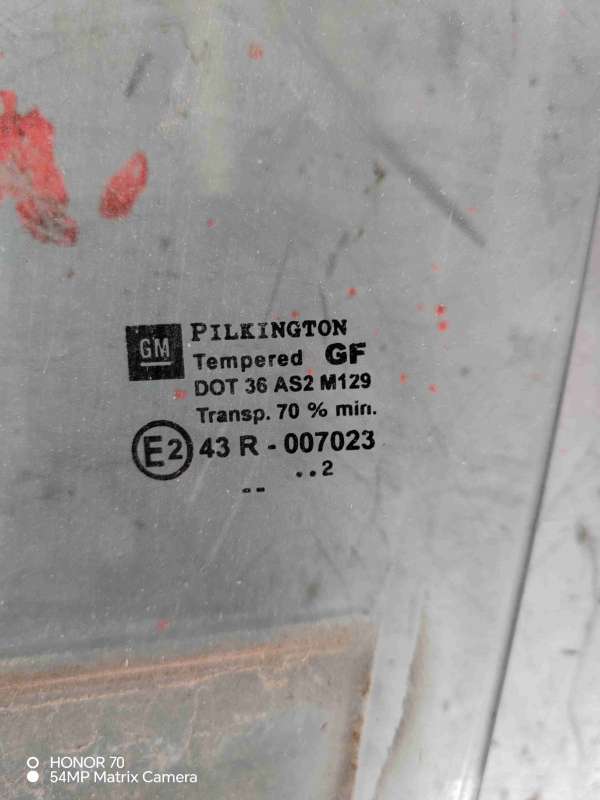 GM
PILKINGTON
Tempered GF
DOT 36 AS2 M129
Transp. 70 % min.
E2 43 R - 007023
..2
--
HONOR 70
54MP Matrix Camera